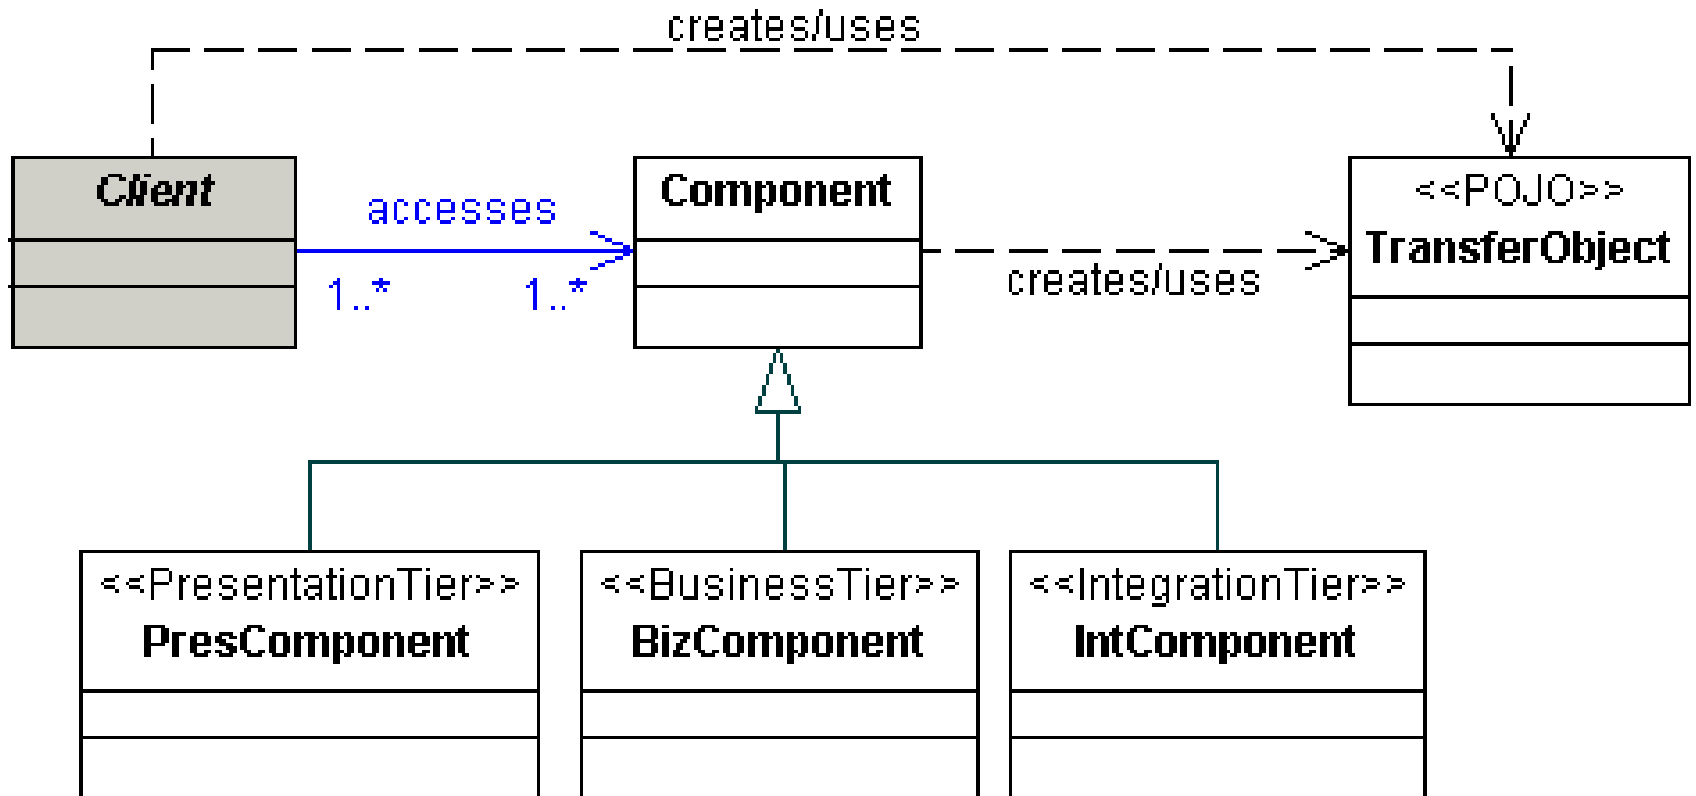 creates/uses
Client
accesses
1..* 1..*
Component
creates/uses
<<POJO>>
TransferObject
<<PresentationTier>>
PresComponent
<<BusinessTier>>
BizComponent
<<IntegrationTier>>
IntComponent